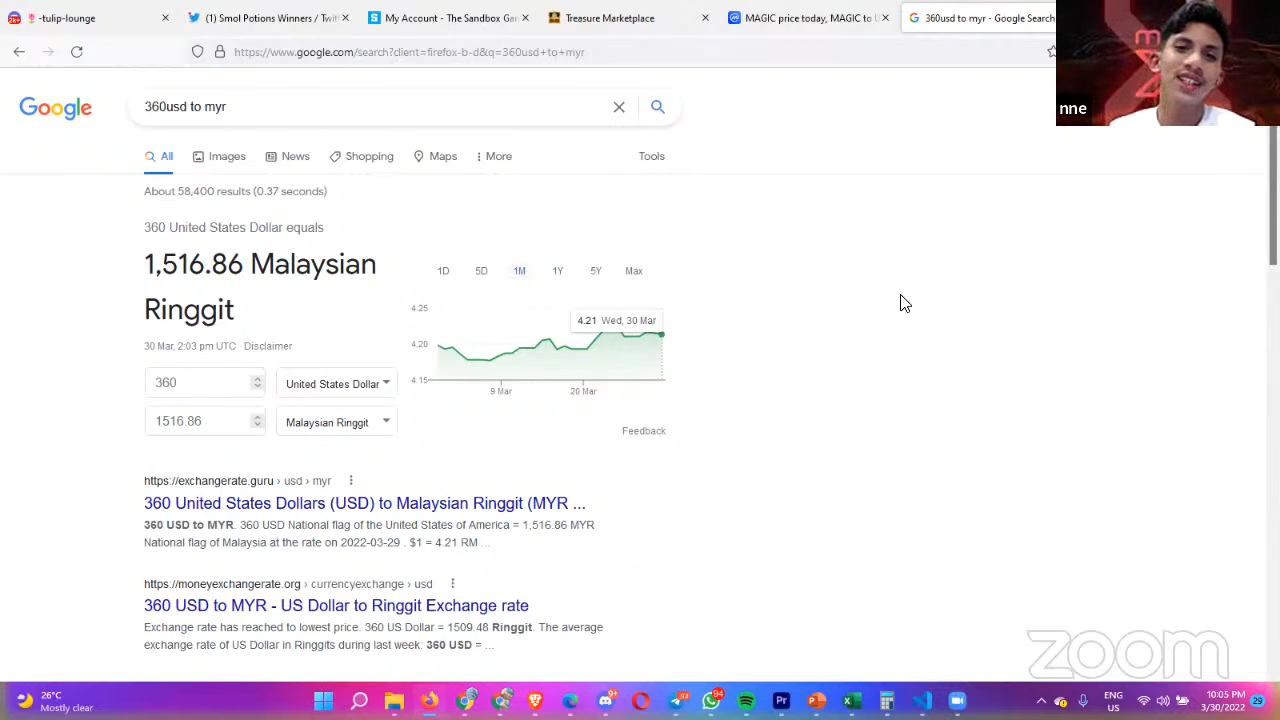 -tulip-lounge
(1) Smol Potions Winners / Twitt
My Account - The Sandbox Gam
Treasure Marketplace
MAGIC price today, MAGIC to U
360usd to myr - Google Search
https://www.google.com/search?client=firefox-b-d&q=360usd+to+myr
nne
Google
360usd to myr
All
Images
News
Shopping
Maps
More
Tools
About 58,400 results (0.37 seconds)
360 United States Dollar equals
1,516.86 Malaysian
Ringgit
30 Mar, 2:03 pm UTC · Disclaimer
360
United States Dollar
1516.86
Malaysian Ringgit
1D 5D 1M 1Y 5Y Max
4.25
4.21 Wed, 30 Mar
4.20
4.15
9 Mar
20 Mar
Feedback
https://exchangerate.guru › usd › myr
360 United States Dollars (USD) to Malaysian Ringgit (MYR ...
360 USD to MYR. 360 USD National flag of the United States of America = 1,516.86 MYR
National flag of Malaysia at the rate on 2022-03-29 . $1 = 4.21 RM ...
https://moneyexchangerate.org › currencyexchange › usd
360 USD to MYR - US Dollar to Ringgit Exchange rate
Exchange rate has reached to lowest price. 360 US Dollar = 1509.48 Ringgit. The average
exchange rate of US Dollar in Ringgits during last week: 360 USD = ...
zoom
26°C
Mostly clear
94
ENG
US
10:05 PM
3/30/2022
29